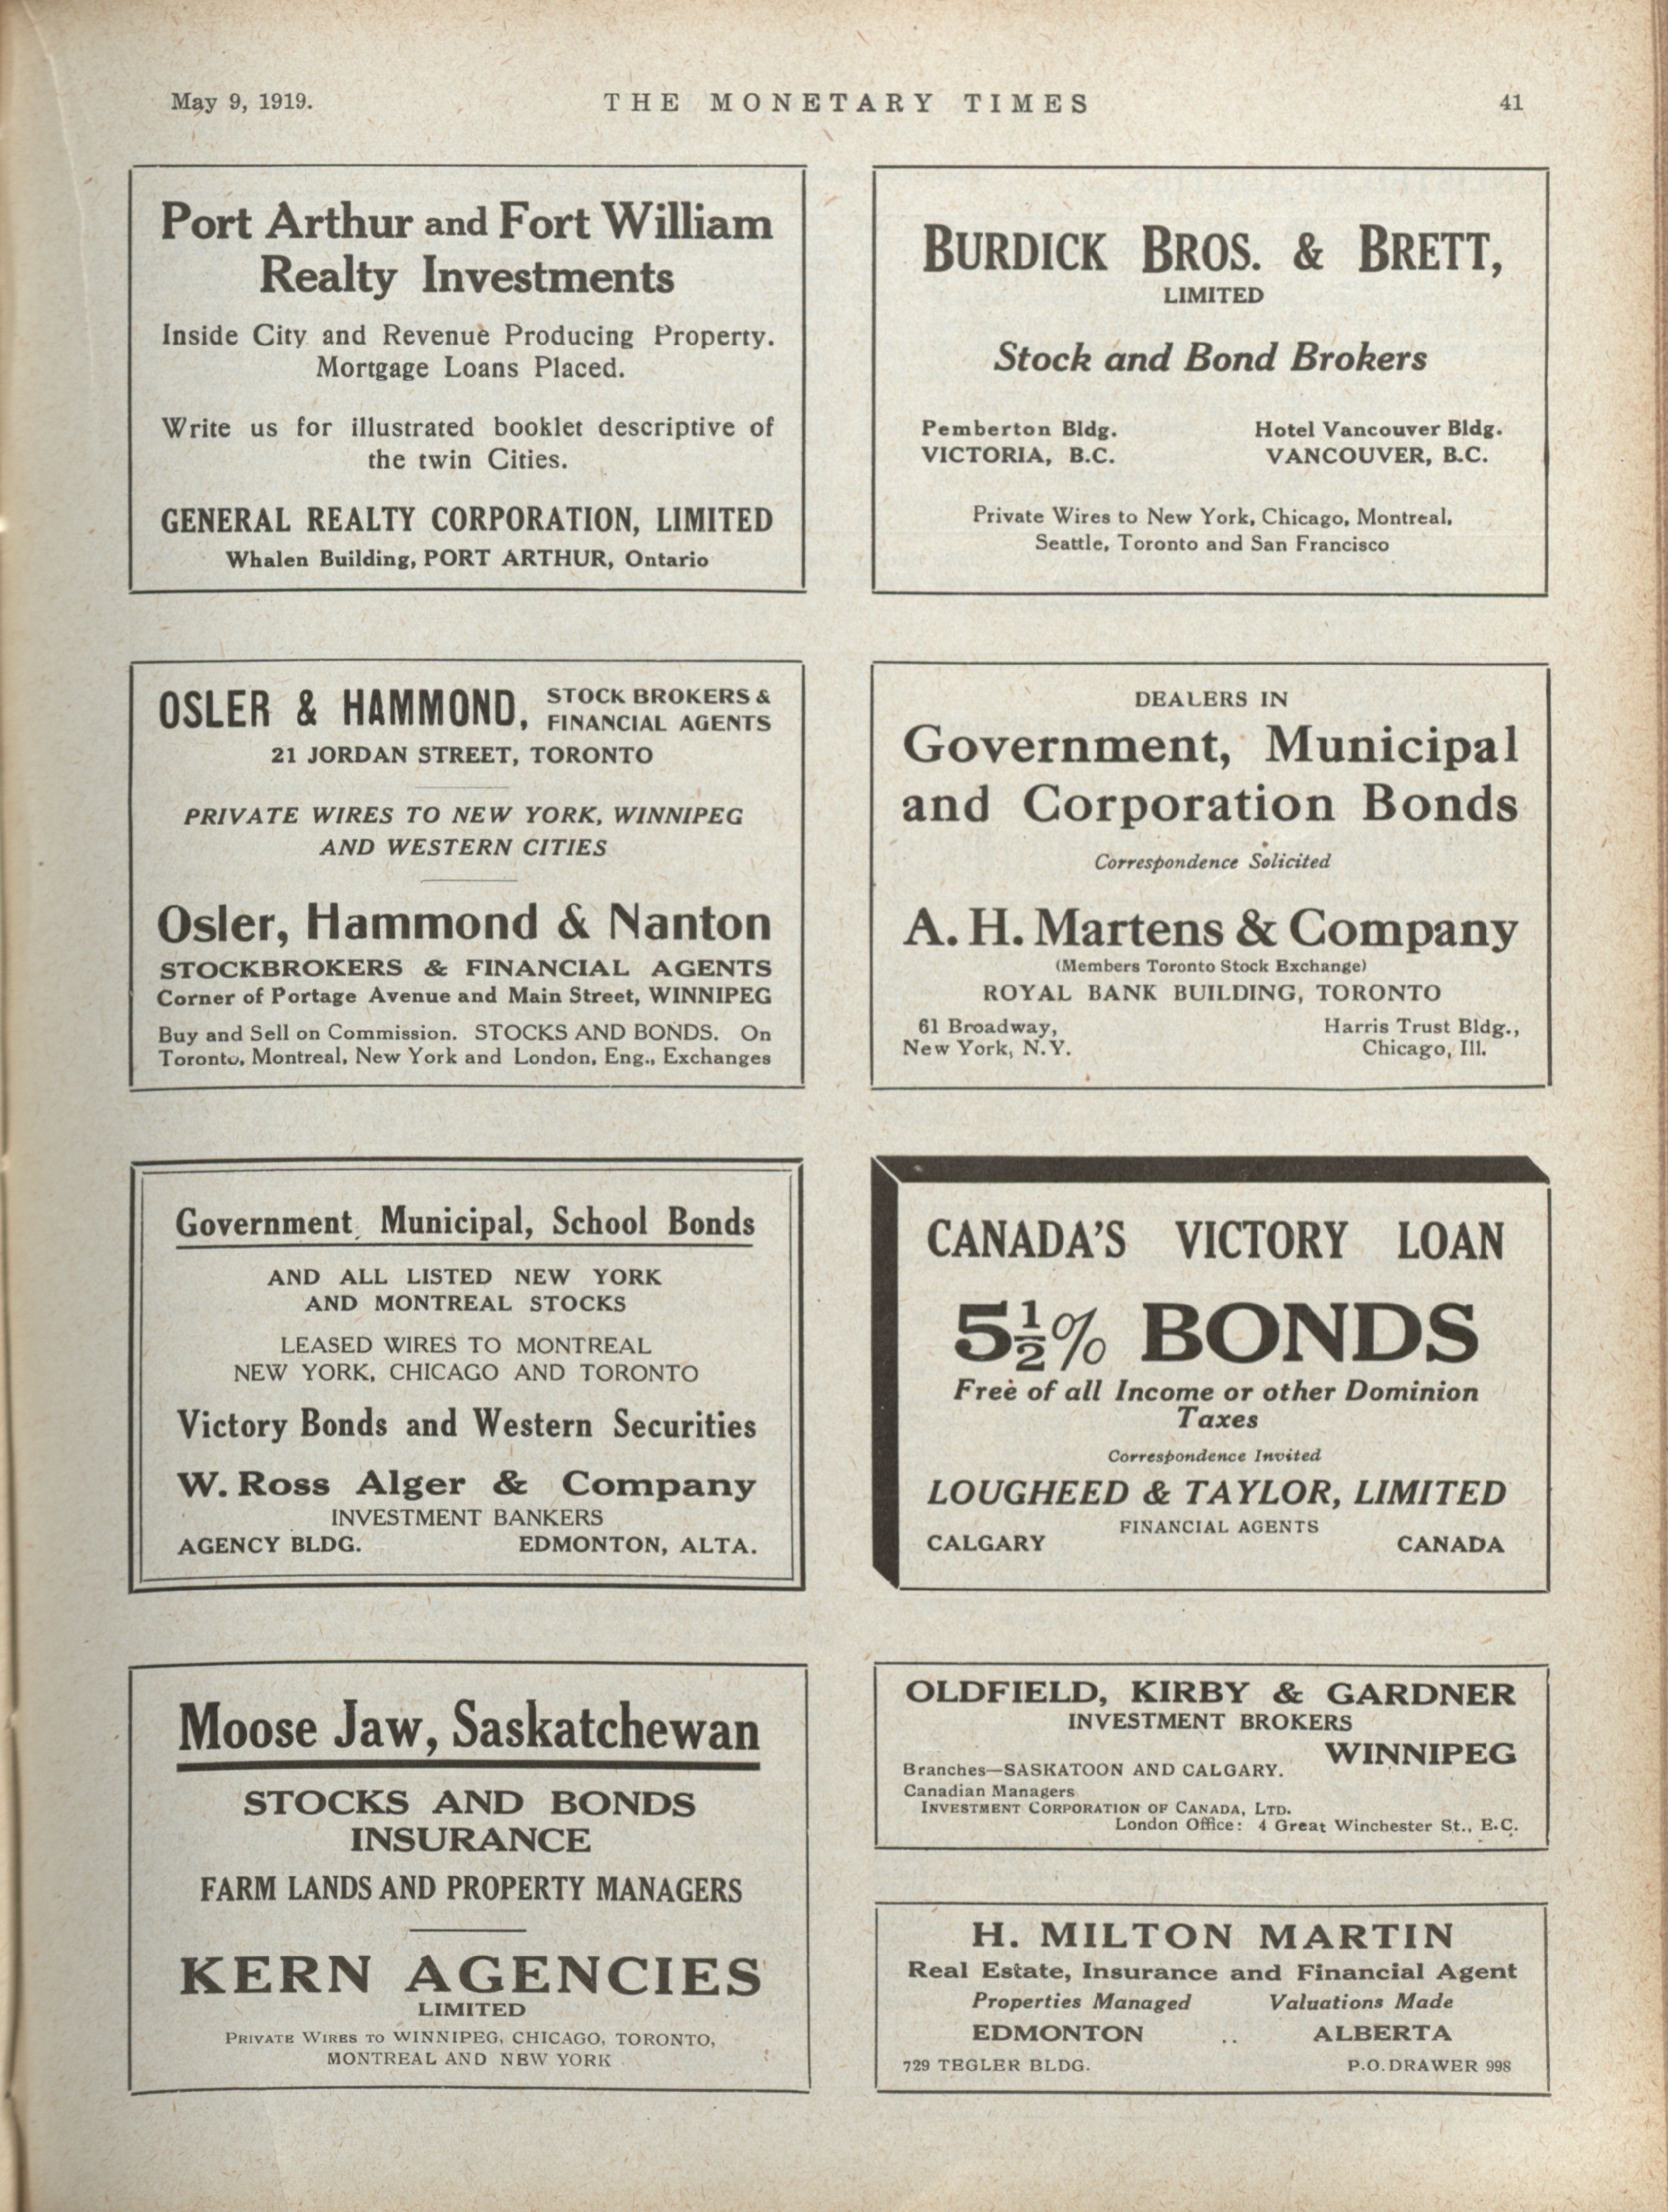 May 9, 1919.
THE MONETARY TIMES
41
Port Arthur and Fort William
Realty Investments
Inside City and Revenue Producing Property.
Mortgage Loans Placed.
Write us for illustrated booklet descriptive of
the twin Cities.
GENERAL REALTY CORPORATION, LIMITED
Whalen Building, PORT ARTHUR, Ontario
BURDICK BROS. & BRETT,
LIMITED
Stock and Bond Brokers
Pemberton Bldg.
VICTORIA, B.C.
Hotel Vancouver Bldg.
VANCOUVER, B.C.
Private Wires to New York, Chicago, Montreal,
Seattle, Toronto and San Francisco
OSLER & HAMMOND,
STOCK BROKERS &
FINANCIAL AGENTS
21 JORDAN STREET, TORONTO
PRIVATE WIRES TO NEW YORK, WINNIPEG
AND WESTERN CITIES
Osler, Hammond & Nanton
STOCKBROKERS & FINANCIAL AGENTS
Corner of Portage Avenue and Main Street, WINNIPEG
Buy and Sell on Commission. STOCKS AND BONDS. On
Toronto, Montreal, New York and London, Eng., Exchanges
DEALERS IN
Government, Municipal
and Corporation Bonds
Correspondence Solicited
A. H. Martens & Company
(Members Toronto Stock Exchange)
ROYAL BANK BUILDING, TORONTO
61 Broadway,
New York, N.Y.
Harris Trust Bldg.,
Chicago, Ill.
Government, Municipal, School Bonds
AND ALL LISTED NEW YORK
AND MONTREAL STOCKS
LEASED WIRES TO MONTREAL
NEW YORK, CHICAGO AND TORONTO
Victory Bonds and Western Securities
W. Ross Alger & Company
INVESTMENT BANKERS
AGENCY BLDG. EDMONTON, ALTA.
CANADA'S VICTORY LOAN
5½% BONDS
Free of all Income or other Dominion
Taxes
Correspondence Invited
LOUGHEED & TAYLOR, LIMITED
FINANCIAL AGENTS
CALGARY CANADA
Moose Jaw, Saskatchewan
STOCKS AND BONDS
INSURANCE
FARM LANDS AND PROPERTY MANAGERS
KERN AGENCIES
LIMITED
PRIVATE WIRES TO WINNIPEG, CHICAGO, TORONTO,
MONTREAL AND NEW YORK
OLDFIELD, KIRBY & GARDNER
INVESTMENT BROKERS
WINNIPEG
Branches—SASKATOON AND CALGARY.
Canadian Managers
INVESTMENT CORPORATION OF CANADA, LTD.
London Office: 4 Great Winchester St., E.C.
H. MILTON MARTIN
Real Estate, Insurance and Financial Agent
Properties Managed Valuations Made
EDMONTON .. ALBERTA
729 TEGLER BLDG. P.O. DRAWER 998